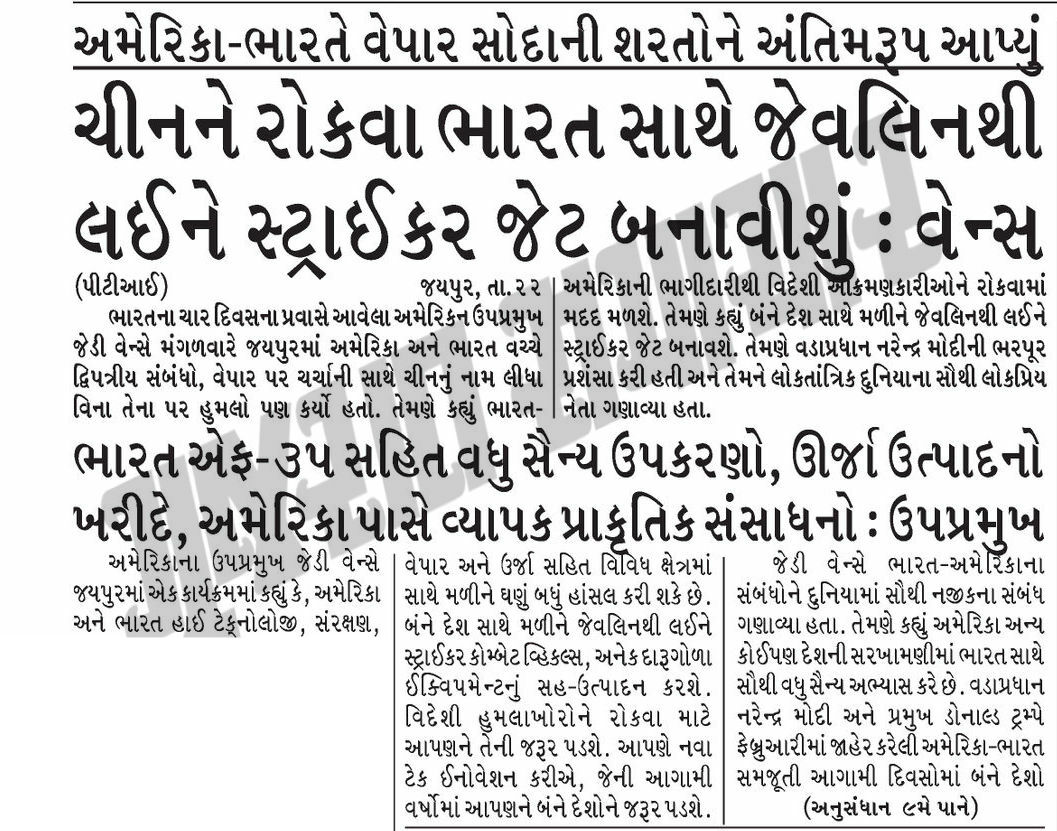 અમેરિકા-ભારતે વેપાર સોદાની શરતોને અંતિમરૂપ આપ્યું
ચીનને રોકવા ભારત સાથે જેવલિનથી
લઈને સ્ટ્રાઈકર જેટ બનાવીશું : વેન્સ
(પીટીઆઈ) જયપુર, તા.૨૨
ભારતના ચાર દિવસના પ્રવાસે આવેલા અમેરિકન ઉપપ્રમુખ
જેડી વેન્સે મંગળવારે જયપુરમાં અમેરિકા અને ભારત વચ્ચે
દ્વિપત્રીય સંબંધો, વેપાર પર ચર્ચાની સાથે ચીનનું નામ લીધા
વિના તેના પર હુમલો પણ કર્યો હતો. તેમણે કહ્યું ભારત-
અમેરિકાની ભાગીદારીથી વિદેશી આક્રમણકારીઓને રોકવામાં
મદદ મળશે. તેમણે કહ્યું બંને દેશ સાથે મળીને જેવલિનથી લઈને
સ્ટ્રાઈકર જેટ બનાવશે. તેમણે વડાપ્રધાન નરેન્દ્ર મોદીની ભરપૂર
પ્રશંસા કરી હતી અને તેમને લોકતાંત્રિક દુનિયાના સૌથી લોકપ્રિય
નેતા ગણાવ્યા હતા.
ભારત એફ-૩૫ સહિત વધુ સૈન્ય ઉપકરણો, ઊર્જા ઉત્પાદનો
ખરીદે, અમેરિકા પાસે વ્યાપક પ્રાકૃતિક સંસાધનો : ઉપપ્રમુખ
અમેરિકાના ઉપપ્રમુખ જેડી વેન્સે
જયપુરમાં એક કાર્યક્રમમાં કહ્યું કે, અમેરિકા
અને ભારત હાઈ ટેક્નોલોજી, સંરક્ષણ,
વેપાર અને ઉર્જા સહિત વિવિધ ક્ષેત્રમાં
સાથે મળીને ઘણું બધું હાંસલ કરી શકે છે.
બંને દેશ સાથે મળીને જેવલિનથી લઈને
સ્ટ્રાઈકર કોમ્બેટ વ્હિકલ્સ, અનેક દારૂગોળા
ઈક્વિપમેન્ટનું સહ-ઉત્પાદન કરશે.
વિદેશી હુમલાખોરોને રોકવા માટે
આપણને તેની જરૂર પડશે. આપણે નવા
ટેક ઈનોવેશન કરીએ, જેની આગામી
વર્ષોમાં આપણને બંને દેશોને જરૂર પડશે.
જેડી વેન્સે ભારત-અમેરિકાના
સંબંધોને દુનિયામાં સૌથી નજીકના સંબંધ
ગણાવ્યા હતા. તેમણે કહ્યું અમેરિકા અન્ય
કોઈપણ દેશની સરખામણીમાં ભારત સાથે
સૌથી વધુ સૈન્ય અભ્યાસ કરે છે. વડાપ્રધાન
નરેન્દ્ર મોદી અને પ્રમુખ ડોનાલ્ડ ટ્રમ્પે
ફેબ્રુઆરીમાં જાહેર કરેલી અમેરિકા-ભારત
સમજૂતી આગામી દિવસોમાં બંને દેશો
(અનુસંધાન ૯મે પાને)